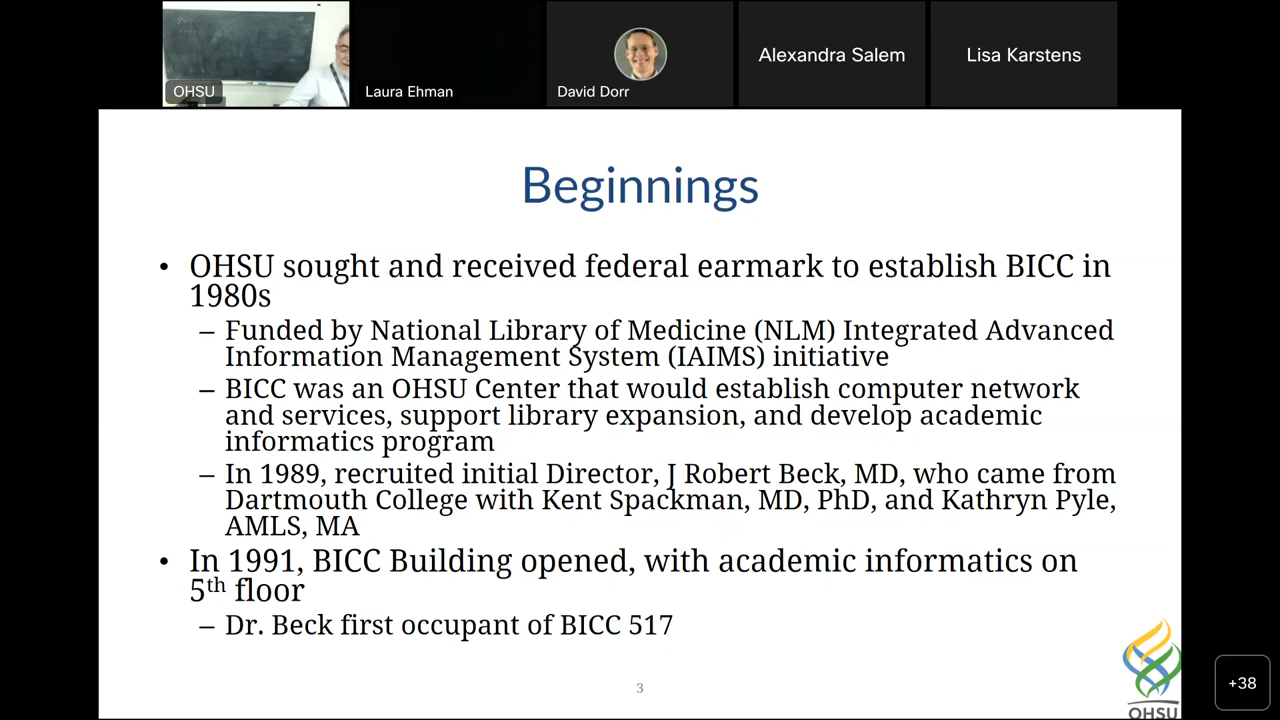 OHSU
Laura Ehman
David Dorr
Alexandra Salem
Lisa Karstens
Beginnings
• OHSU sought and received federal earmark to establish BICC in
1980s
– Funded by National Library of Medicine (NLM) Integrated Advanced
Information Management System (IAIMS) initiative
– BICC was an OHSU Center that would establish computer network
and services, support library expansion, and develop academic
informatics program
– In 1989, recruited initial Director, J Robert Beck, MD, who came from
Dartmouth College with Kent Spackman, MD, PhD, and Kathryn Pyle,
AMLS, MA
• In 1991, BICC Building opened, with academic informatics on
5th floor
– Dr. Beck first occupant of BICC 517
3
OHSU
+38